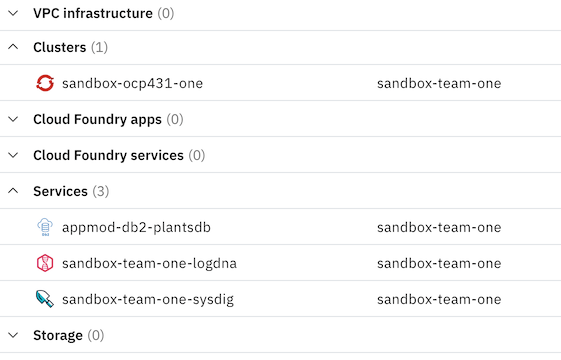 VPC infrastructure (0)
Clusters (1)
sandbox-ocp431-one sandbox-team-one
Cloud Foundry apps (0)
Cloud Foundry services (0)
Services (3)
appmod-db2-plantsdb sandbox-team-one
sandbox-team-one-logdna sandbox-team-one
sandbox-team-one-sysdig sandbox-team-one
Storage (0)